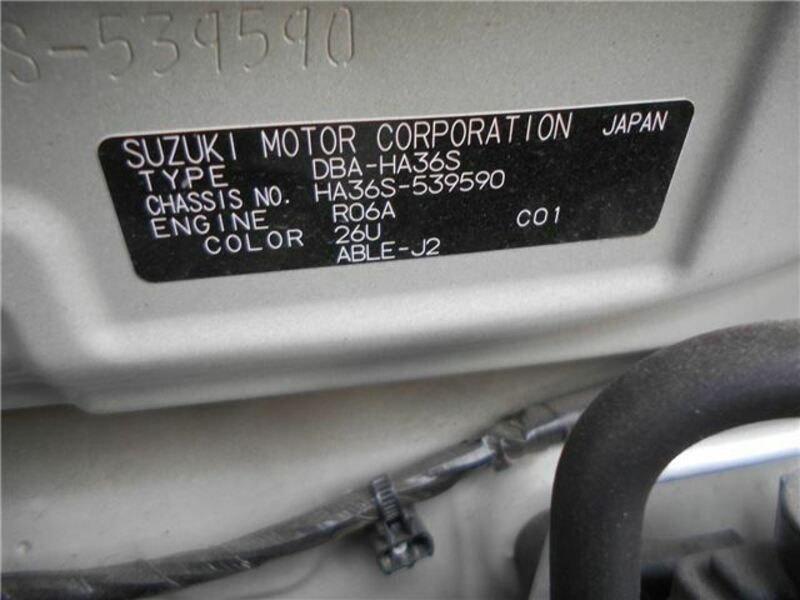 S-539590
SUZUKI MOTOR CORPORATION JAPAN
TYPE DBA-HA36S
CHASSIS NO. HA36S-539590
ENGINE R06A
COLOR 26U C01
ABLE-J2